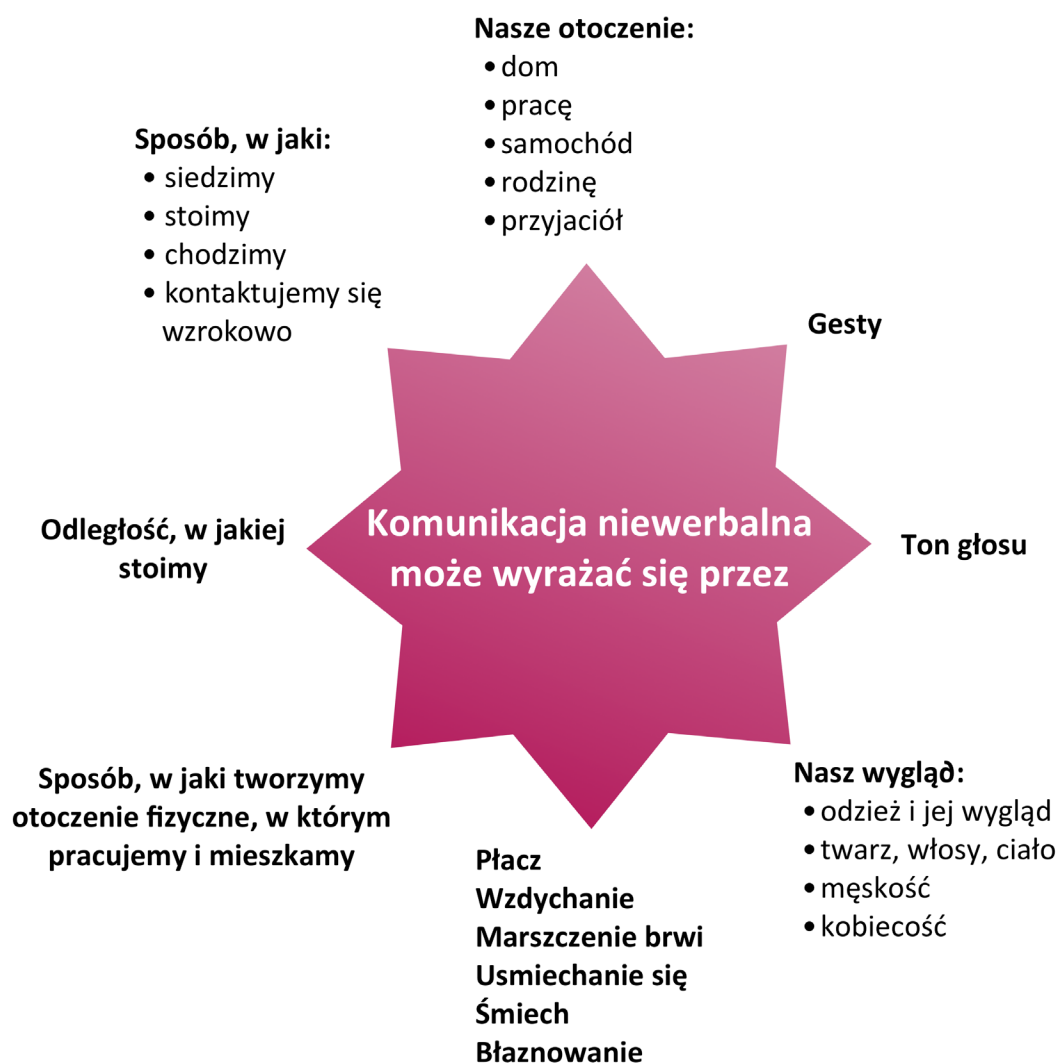 Nasze otoczenie:
• dom
• pracę
• samochód
• rodzinę
• przyjaciół
Sposób, w jaki:
• siedzimy
• stoimy
• chodzimy
• kontaktujemy się
wzrokowo
Gesty
Komunikacja niewerbalna
może wyrażać się przez
Odległość, w jakiej
stoimy
Ton głosu
Sposób, w jaki tworzymy
otoczenie fizyczne, w którym
pracujemy i mieszkamy
Nasz wygląd:
• odzież i jej wygląd
• twarz, włosy, ciało
• męskość
• kobiecość
Płacz
Wzdychanie
Marszczenie brwi
Usmiechanie się
Śmiech
Błaznowanie